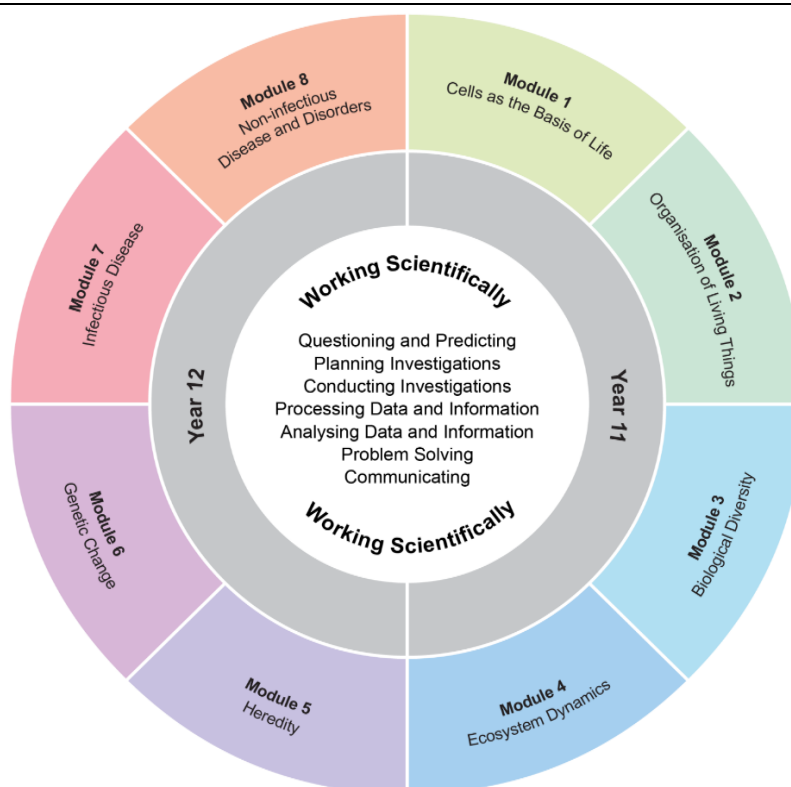 Module 1
Cells as the Basis of Life
Module 2
Organisation of Living Things
Module 3
Biological Diversity
Module 4
Ecosystem Dynamics
Module 5
Heredity
Module 6
Genetic Change
Module 7
Infectious Disease
Module 8
Non-infectious
Disease and Disorders
Year 11
Year 12
Working Scientifically
Questioning and Predicting
Planning Investigations
Conducting Investigations
Processing Data and Information
Analysing Data and Information
Problem Solving
Communicating
Working Scientifically